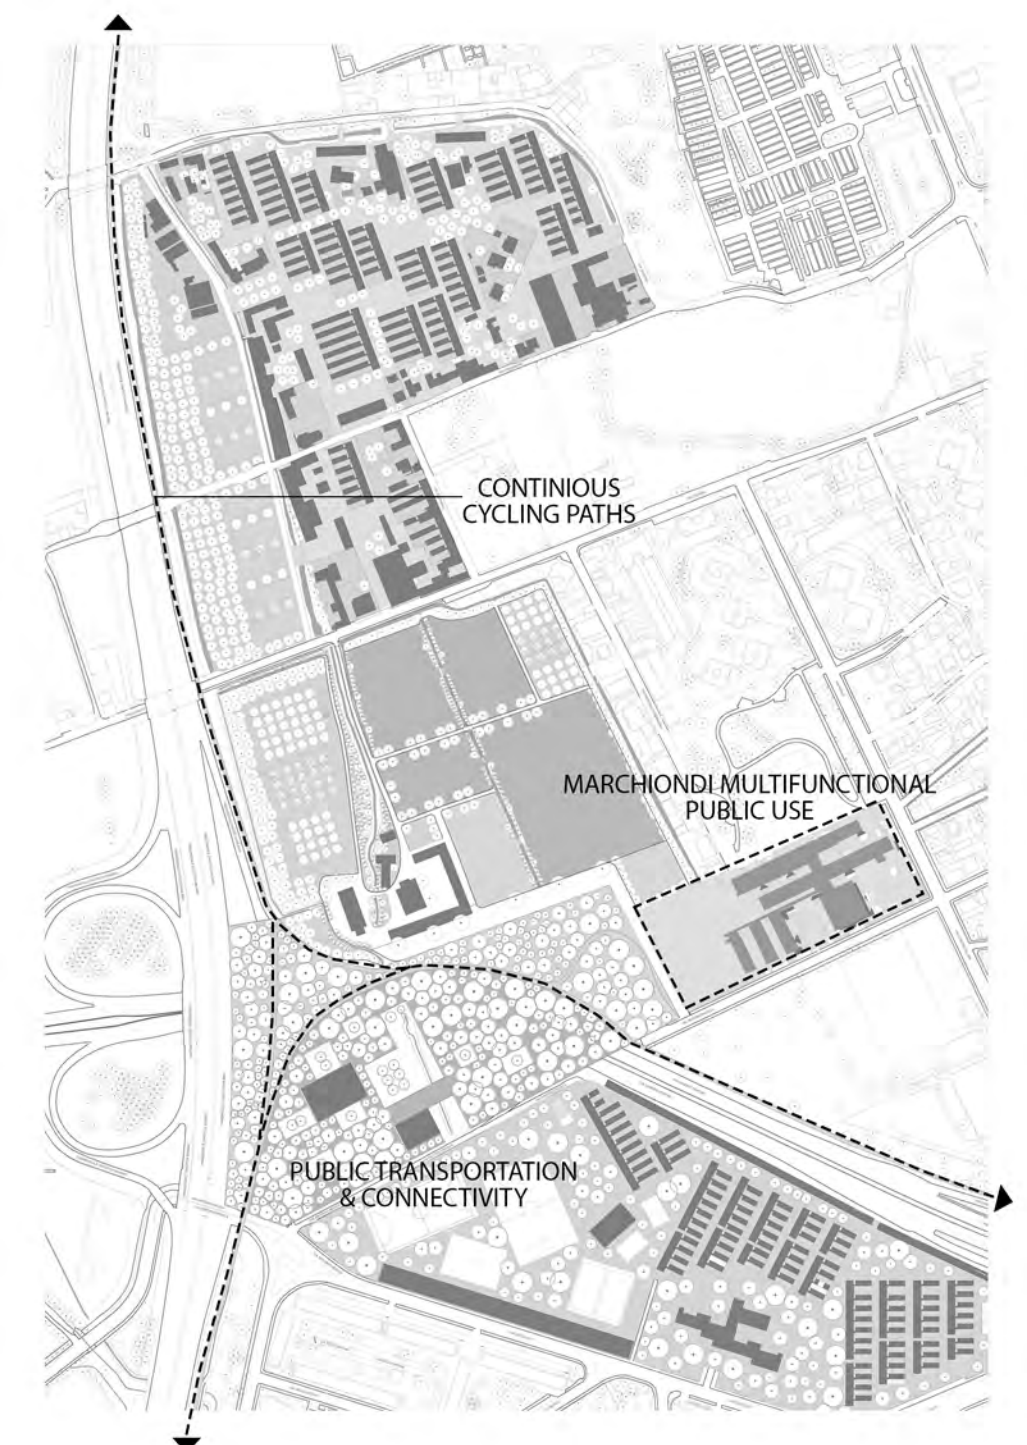 CONTINIOUS
CYCLING PATHS
MARCHIONDI MULTIFUNCTIONAL
PUBLIC USE
PUBLIC TRANSPORTATION
& CONNECTIVITY